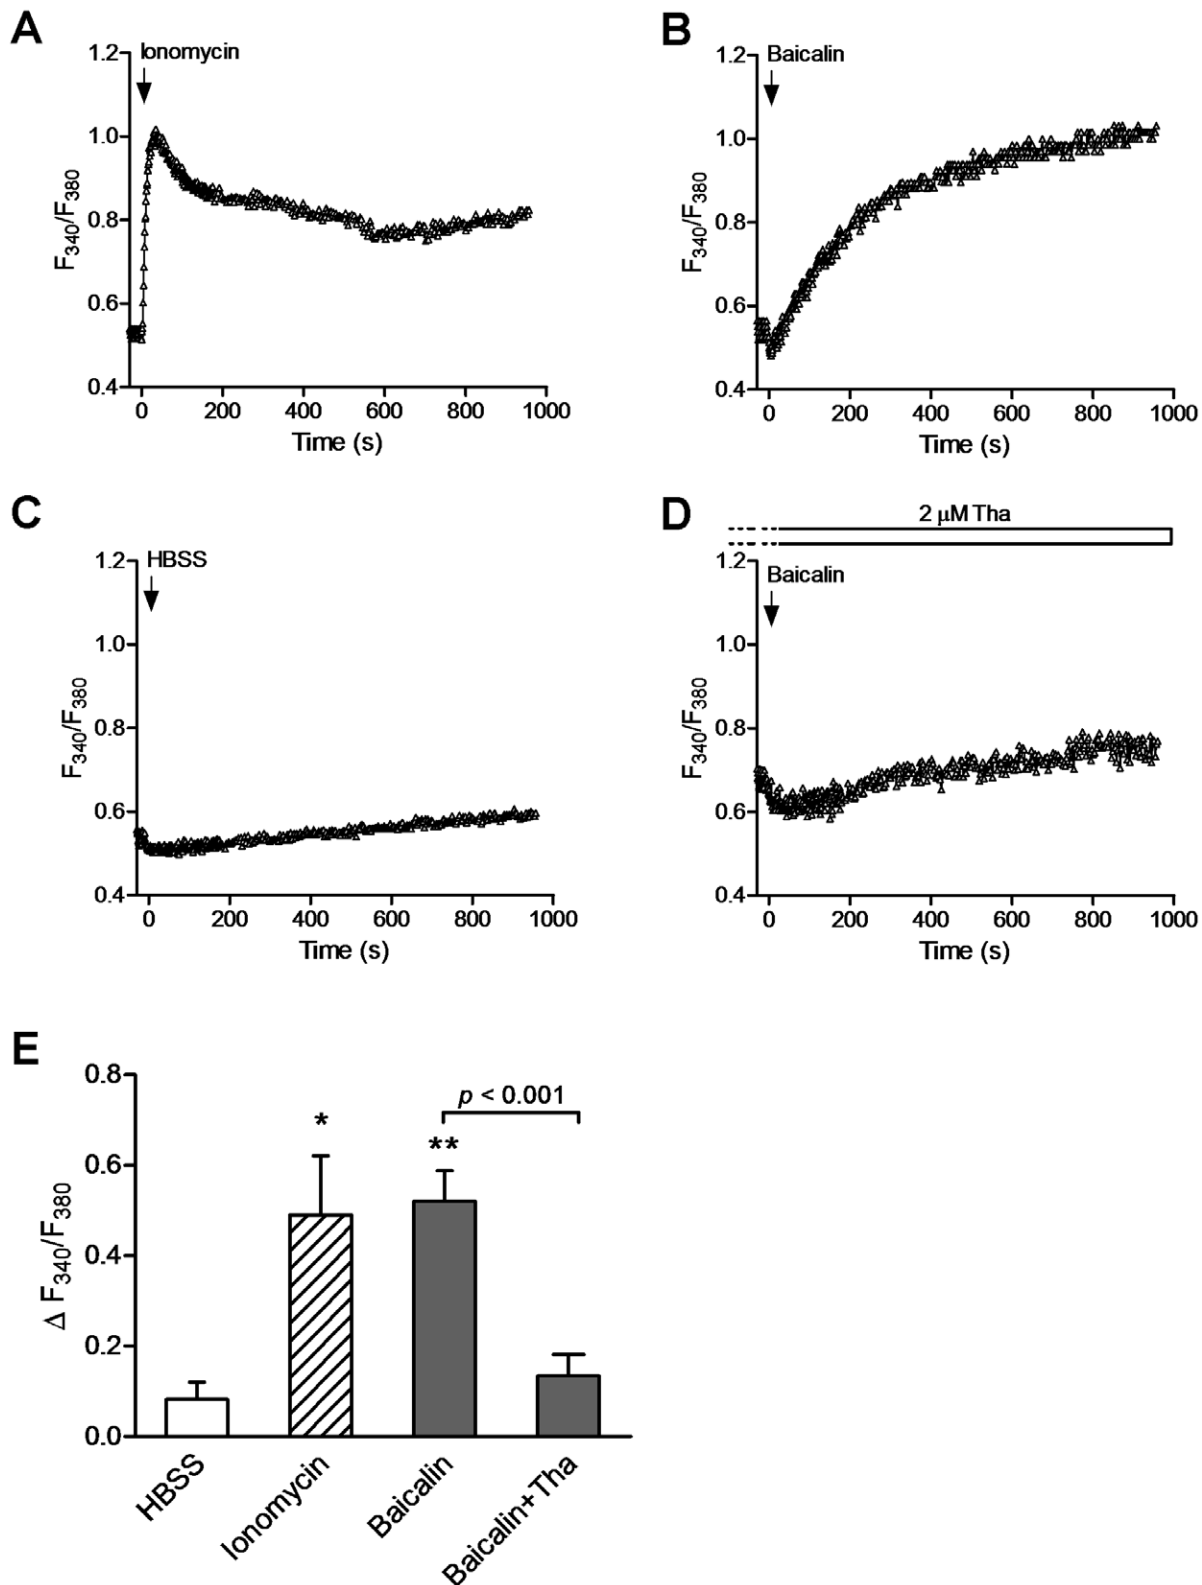 A
B
Ionomycin
Baicalin
1.2
1.0
0.8
0.6
0.4
F340/F380
0 200 400 600 800 1000
Time (s)
1.2
1.0
0.8
0.6
0.4
F340/F380
0 200 400 600 800 1000
Time (s)
C
D
2 µM Tha
HBSS
Baicalin
1.2
1.0
0.8
0.6
0.4
F340/F380
0 200 400 600 800 1000
Time (s)
1.2
1.0
0.8
0.6
0.4
F340/F380
0 200 400 600 800 1000
Time (s)
E
0.8
0.6
0.4
0.2
0.0
Δ F340/F380
*
**
p < 0.001
HBSS
Ionomycin
Baicalin
Baicalin+Tha